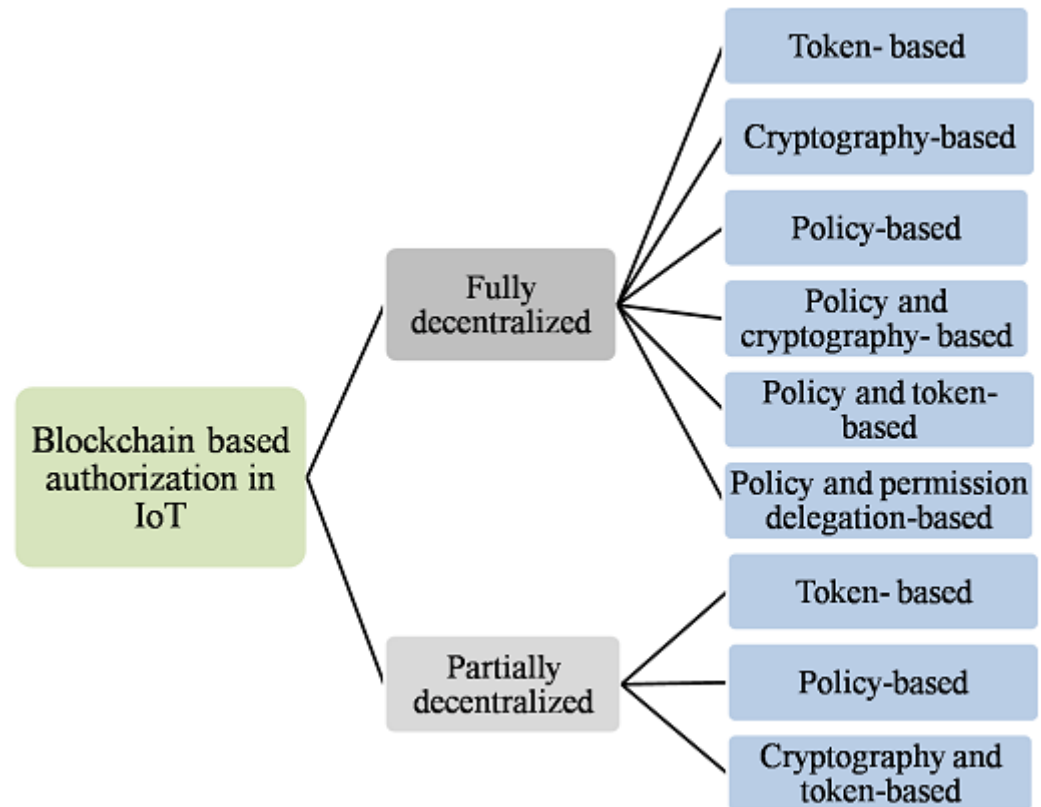 Token- based
Cryptography-based
Policy-based
Policy and
cryptography- based
Policy and token-
based
Policy and permission
delegation-based
Fully
decentralized
Blockchain based
authorization in
IoT
Partially
decentralized
Token- based
Policy-based
Cryptography and
token-based